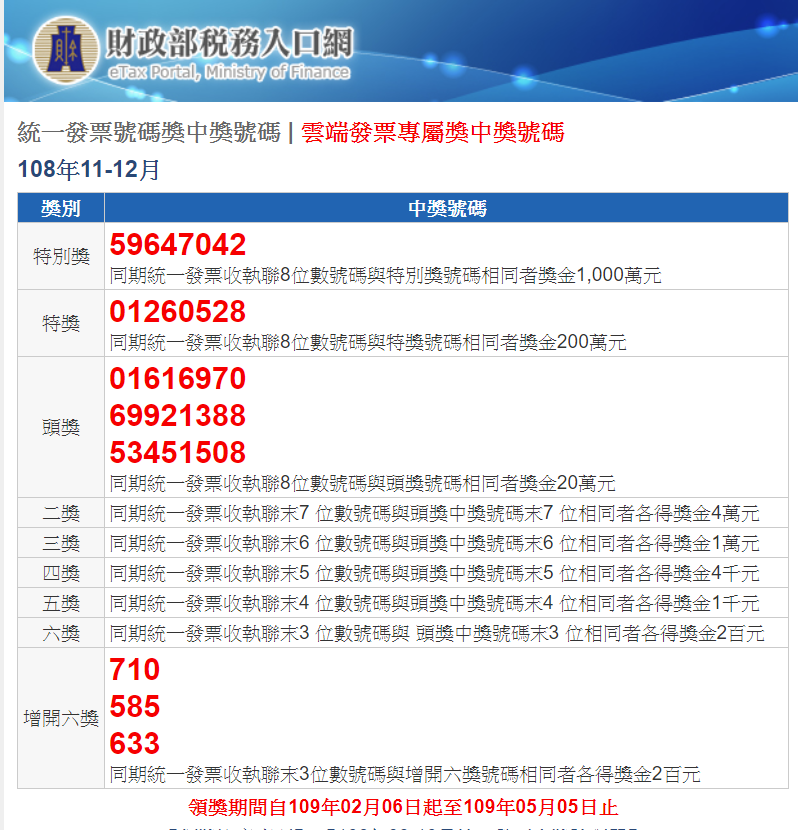 財政部稅務入口網
eTax Portal, Ministry of Finance
統一發票號碼獎中獎號碼 | 雲端發票專屬獎中獎號碼
108年11-12月
獎別 中獎號碼
特別獎 59647042
同期統一發票收執聯8位數號碼與特別獎號碼相同者獎金1,000萬元
特獎 01260528
同期統一發票收執聯8位數號碼與特獎號碼相同者獎金200萬元
頭獎 01616970
69921388
53451508
同期統一發票收執聯8位數號碼與頭獎號碼相同者獎金20萬元
二獎 同期統一發票收執聯末7 位數號碼與頭獎中獎號碼末7 位相同者各得獎金4萬元
三獎 同期統一發票收執聯末6 位數號碼與頭獎中獎號碼末6 位相同者各得獎金1萬元
四獎 同期統一發票收執聯末5 位數號碼與頭獎中獎號碼末5 位相同者各得獎金4千元
五獎 同期統一發票收執聯末4 位數號碼與頭獎中獎號碼末4 位相同者各得獎金1千元
六獎 同期統一發票收執聯末3 位數號碼與 頭獎中獎號碼末3 位相同者各得獎金2百元
增開六獎 710
585
633
同期統一發票收執聯末3位數號碼與增開六獎號碼相同者各得獎金2百元
領獎期間自109年02月06日起至109年05月05日止